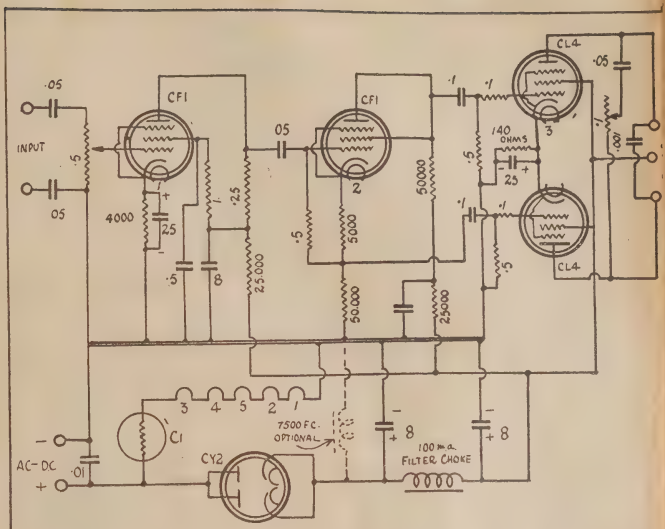 CL4
.05
.05
CF1
CF1
.1
.1
3
.1
.001
INPUT
.5
05
140
OHMS
- +
25
.5
05
1
+
4000
25
-
1.
.25
2
.5
5000
50000
.1
.1
.5
CL4
.5
8
25.000
50.000
25000
3 4 5 2 1
7500 F.C.
OPTIONAL
-
+ 8
-
+ 8
C1
CY2
100 ma
FILTER CHOKE
-
AC-DC
+
.01